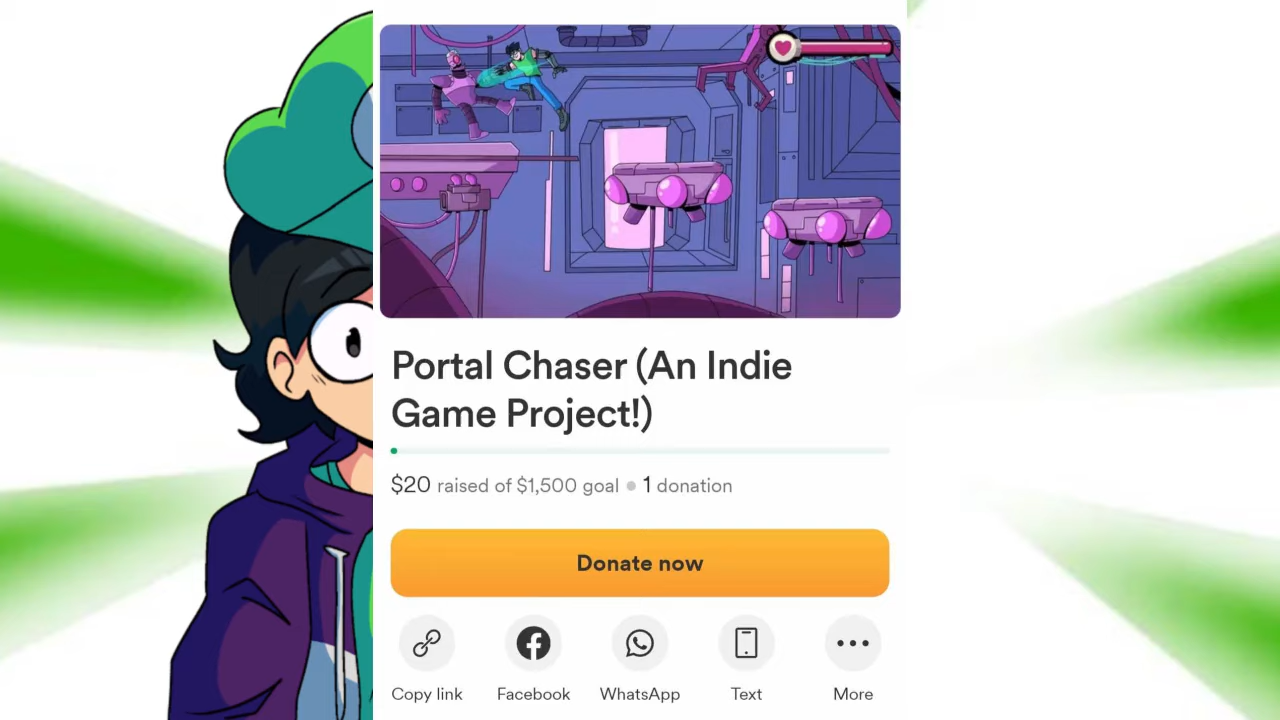 Portal Chaser (An Indie
Game Project!)
$20 raised of $1,500 goal • 1 donation
Donate now
Copy link Facebook WhatsApp Text More